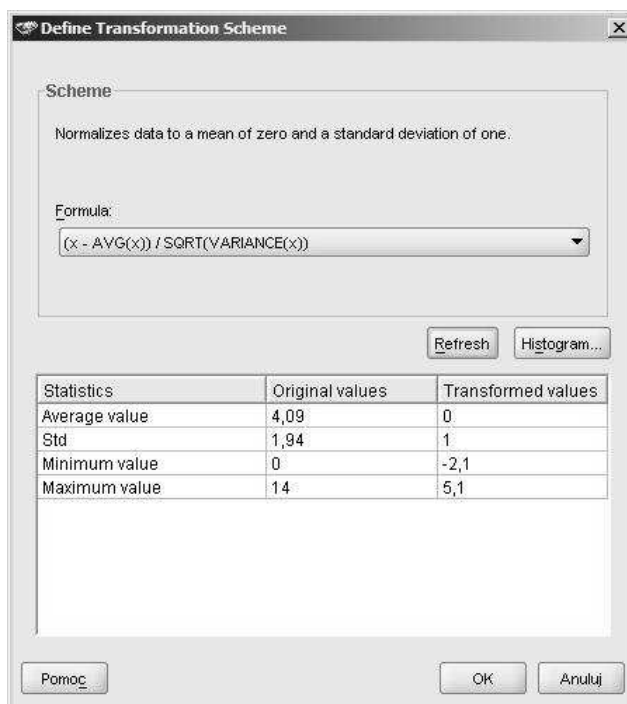 Define Transformation Scheme
Scheme
Normalizes data to a mean of zero and a standard deviation of one.
Formula:
(x - AVG(x)) / SQRT(VARIANCE(x))
Refresh Histogram...
Statistics Original values Transformed values
Average value 4,09 0
Std 1,94 1
Minimum value 0 -2,1
Maximum value 14 5,1
Pomoc OK Anuluj